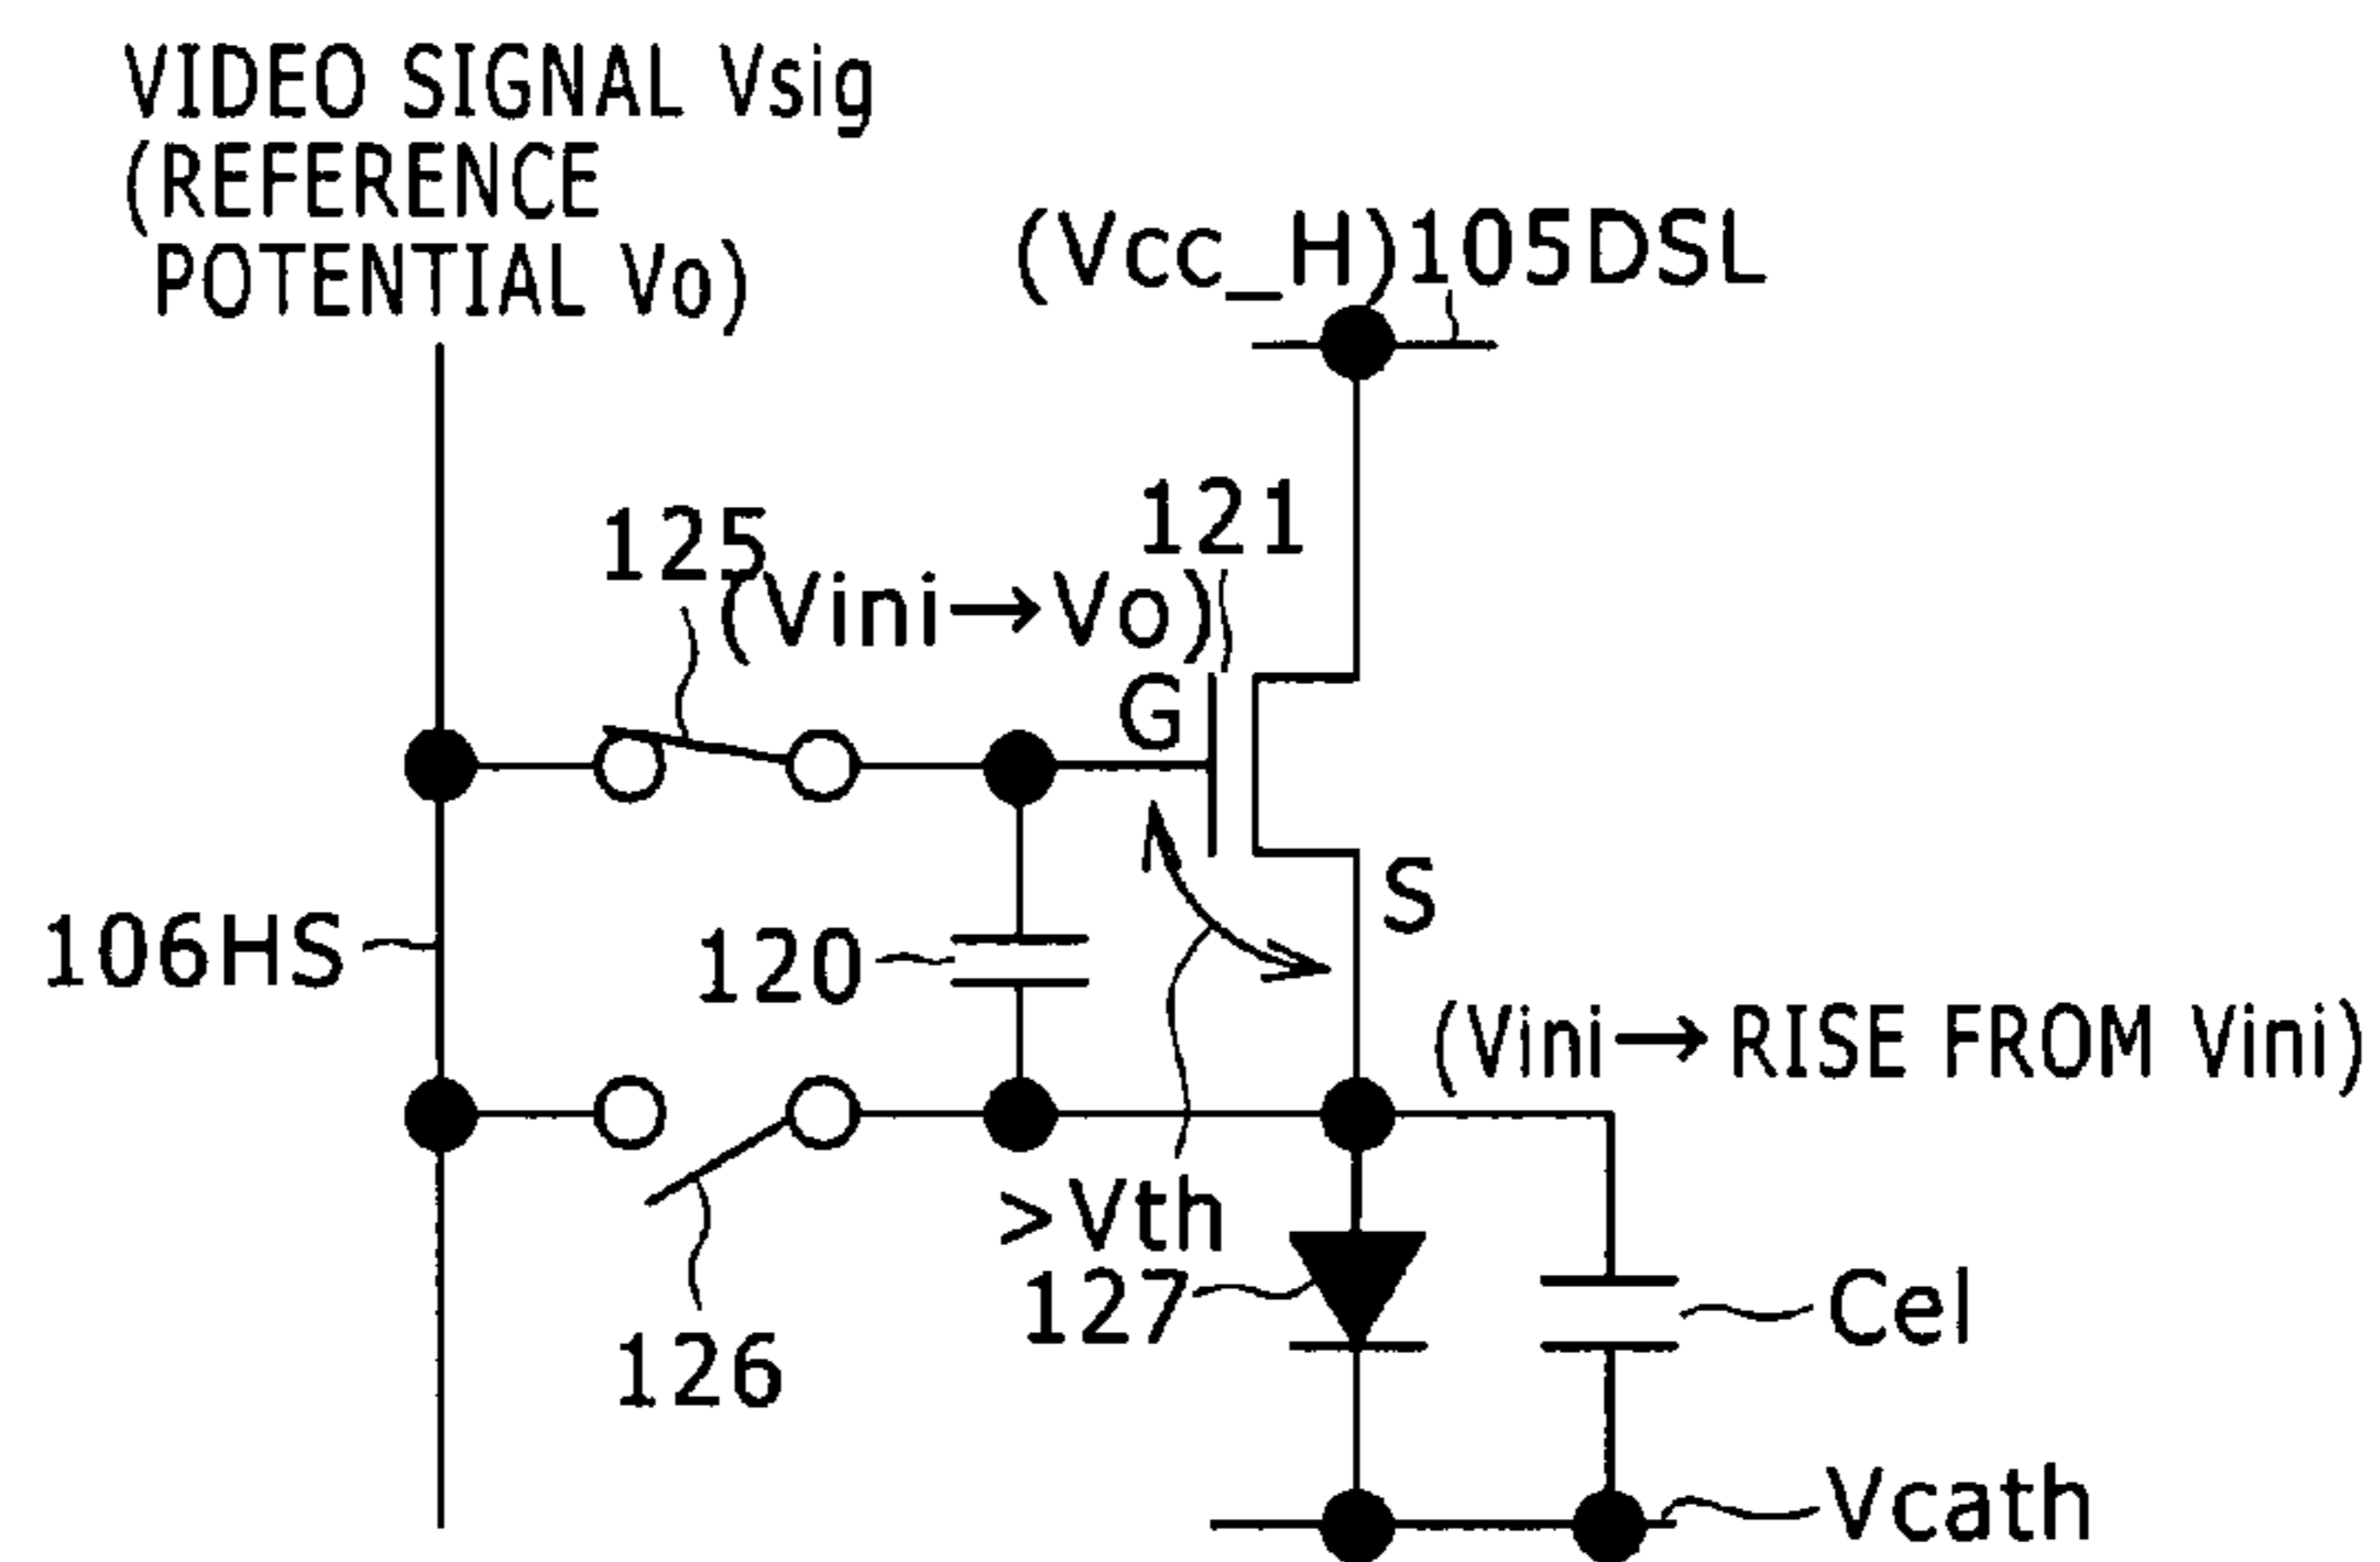 VIDEO SIGNAL Vsig
(REFERENCE
POTENTIAL Vo)
(Vcc_H)105DSL
121
125
(Vini→Vo)
G
S
106HS
120
(Vini→RISE FROM Vini)
>Vth
127
Cel
126
Vcath